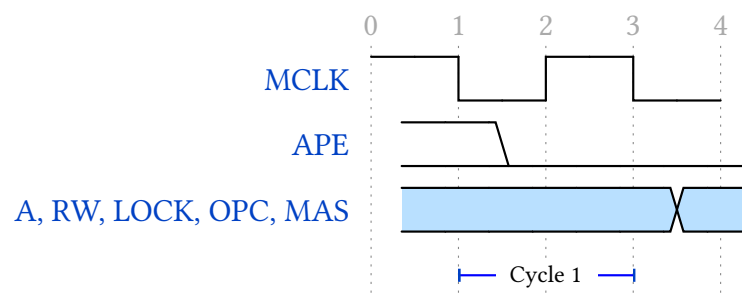 0 1 2 3 4
MCLK
APE
A, RW, LOCK, OPC, MAS
Cycle 1